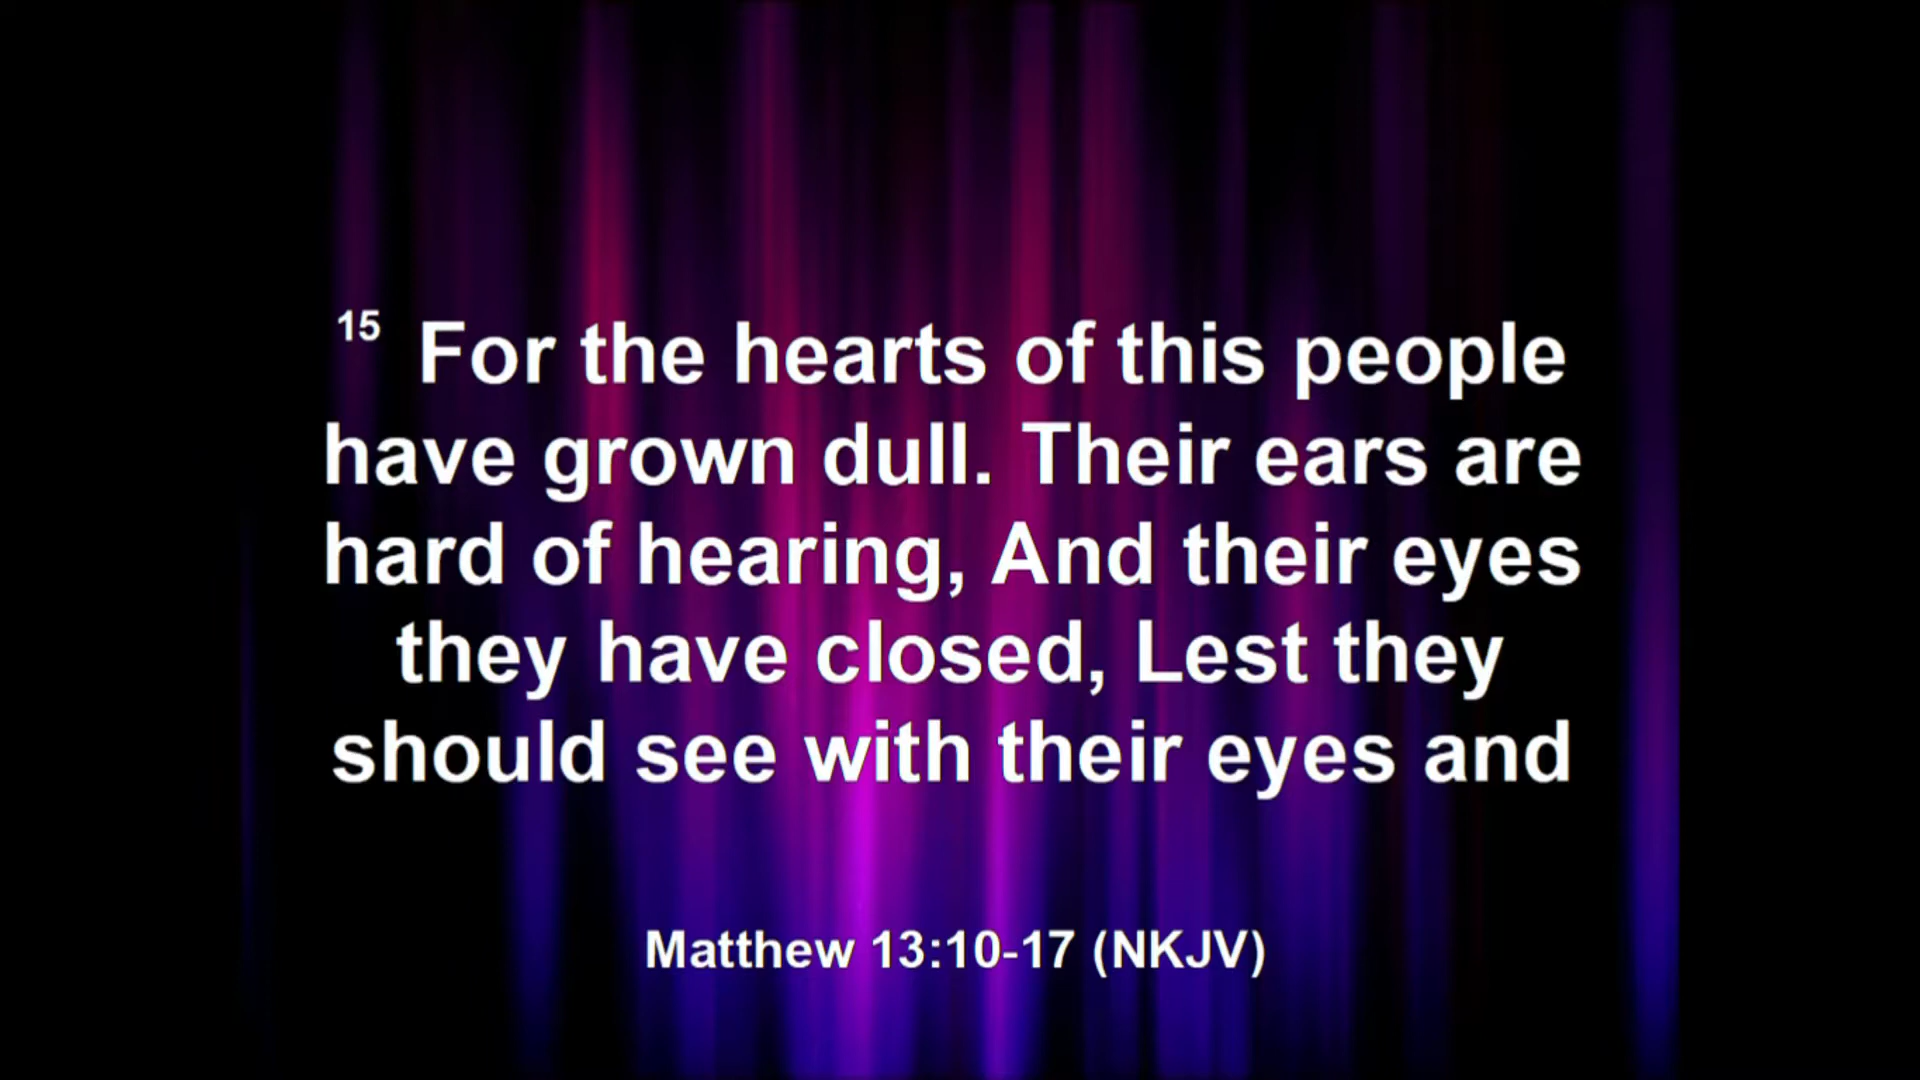 15 For the hearts of this people
have grown dull. Their ears are
hard of hearing, And their eyes
they have closed, Lest they
should see with their eyes and
Matthew 13:10-17 (NKJV)